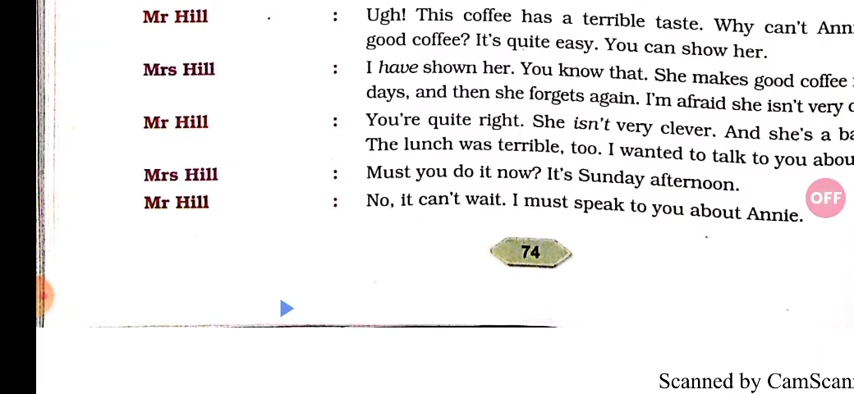 Mr Hill : Ugh! This coffee has a terrible taste. Why can't
good coffee? It's quite easy. You can show her.
Mrs Hill : I have shown her. You know that. She makes good coffee
days, and then she forgets again. I'm afraid she isn't very
Mr Hill : You're quite right. She isn't very clever. And she's a
The lunch was terrible, too. I wanted to talk to you
Mrs Hill : Must you do it now? It's Sunday afternoon.
Mr Hill : No, it can't wait. I must speak to you about Annie.
OFF
74
Scanned by